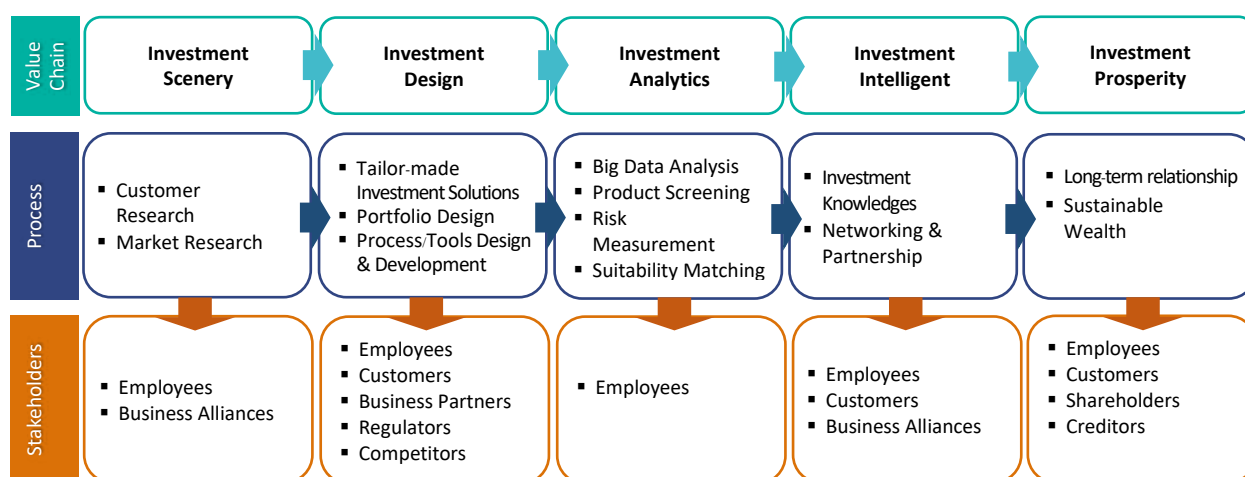 Value
Chain
Investment
Scenery
Investment
Design
Investment
Analytics
Investment
Intelligent
Investment
Prosperity
Process
▪ Customer
Research
▪ Market Research
▪ Tailor-made
Investment Solutions
▪ Portfolio Design
▪ Process/Tools Design
& Development
▪ Big Data Analysis
▪ Product Screening
▪ Risk
Measurement
▪ Suitability Matching
▪ Investment
Knowledges
▪ Networking &
Partnership
▪ Long-term relationship
▪ Sustainable
Wealth
Stakeholders
▪ Employees
▪ Business Alliances
▪ Employees
▪ Customers
▪ Business Partners
▪ Regulators
▪ Competitors
▪ Employees
▪ Employees
▪ Customers
▪ Business Alliances
▪ Employees
▪ Customers
▪ Shareholders
▪ Creditors